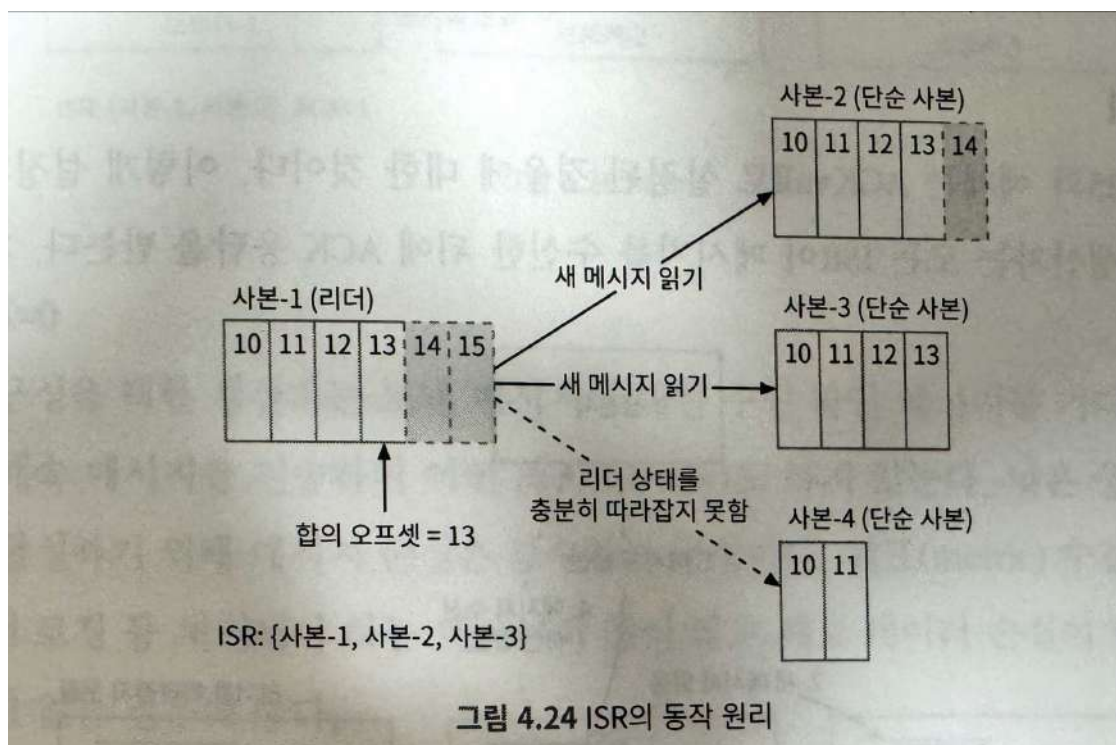 사본-2 (단순 사본)
10 11 12 13 14
새 메시지 읽기
사본-1 (리더)
10 11 12 13 14 15
사본-3 (단순 사본)
10 11 12 13
새 메시지 읽기
리더 상태를
충분히 따라잡지 못함
합의 오프셋 = 13
사본-4 (단순 사본)
10 11
ISR: {사본-1, 사본-2, 사본-3}
그림 4.24 ISR의 동작 원리